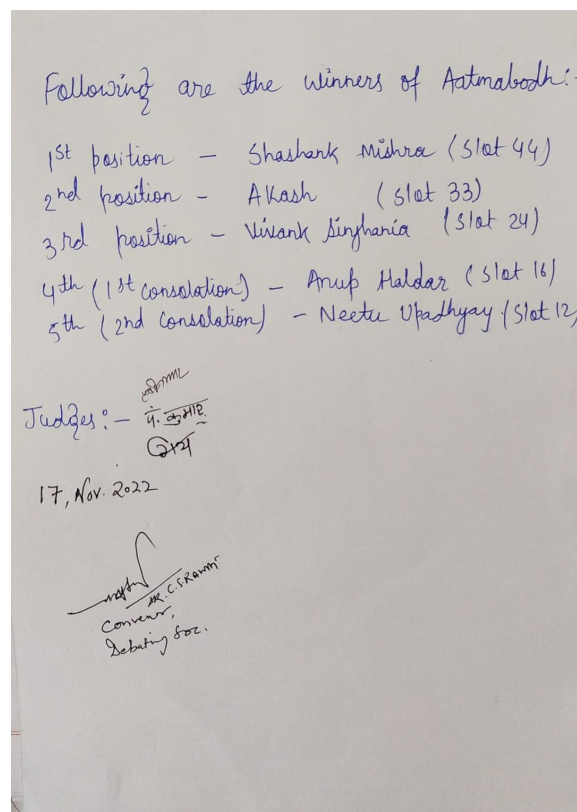 Following are the winners of Aatmabodh:-
1st position - Shashank Mishra (Slot 44)
2nd position - Akash (Slot 33)
3rd position - Vivank Singhania (Slot 24)
4th (1st Consolation) - Anup Haldar (Slot 16)
5th (2nd Consolation) - Neetu Upadhyay (Slot 12)
Judges:-
पं. कुमार
17, Nov. 2022
Convenor,
Debating Soc.